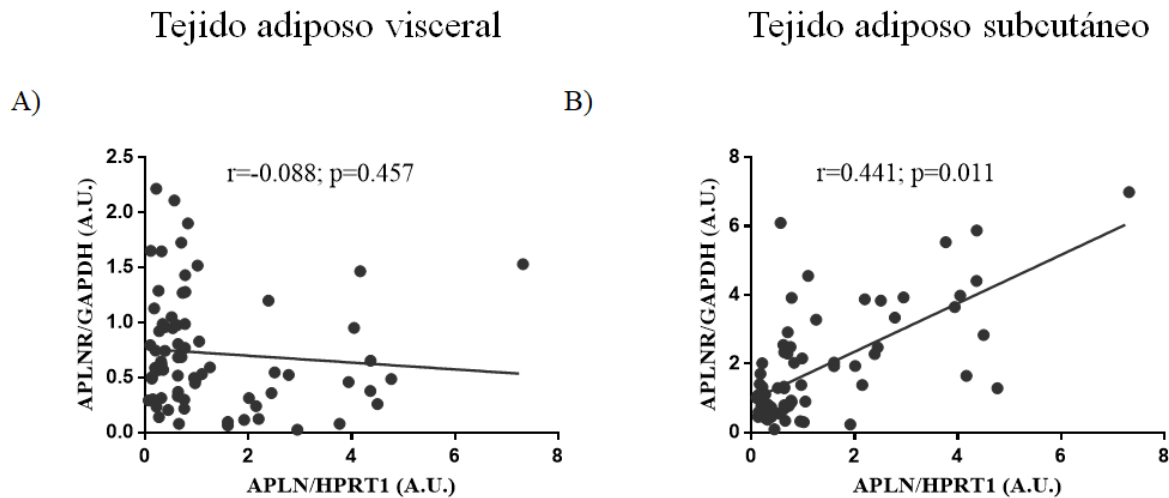 Tejido adiposo visceral
Tejido adiposo subcutáneo
A)
B)
r=-0.088; p=0.457
2.5
2.0
1.5
1.0
0.5
0.0
APLNR/GAPDH (A.U.)
0
2
4
6
8
APLN/HPRT1 (A.U.)
r=0.441; p=0.011
8
6
4
2
0
APLNR/GAPDH (A.U.)
0
2
4
6
8
APLN/HPRT1 (A.U.)